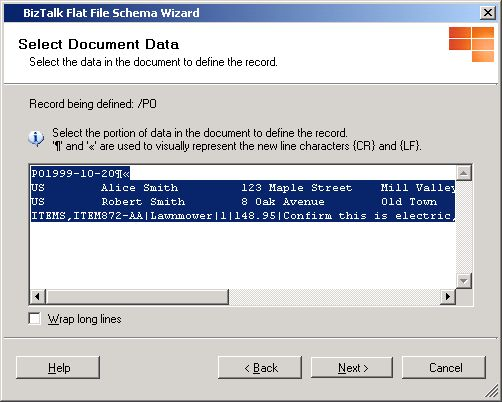 BizTalk Flat File Schema Wizard
Select Document Data
Select the data in the document to define the record.
Record being defined: /PO
Select the portion of data in the document to define the record.
'¶' and '«' are used to visually represent the new line characters {CR} and {LF}.
PO1999-10-20¶«
US Alice Smith 123 Maple Street Mill Valley
US Robert Smith 8 Oak Avenue Old Town
ITEMS,ITEM872-AA|Lawnmower|1|148.95|Confirm this is electric,
Wrap long lines
Help < Back Next > Cancel